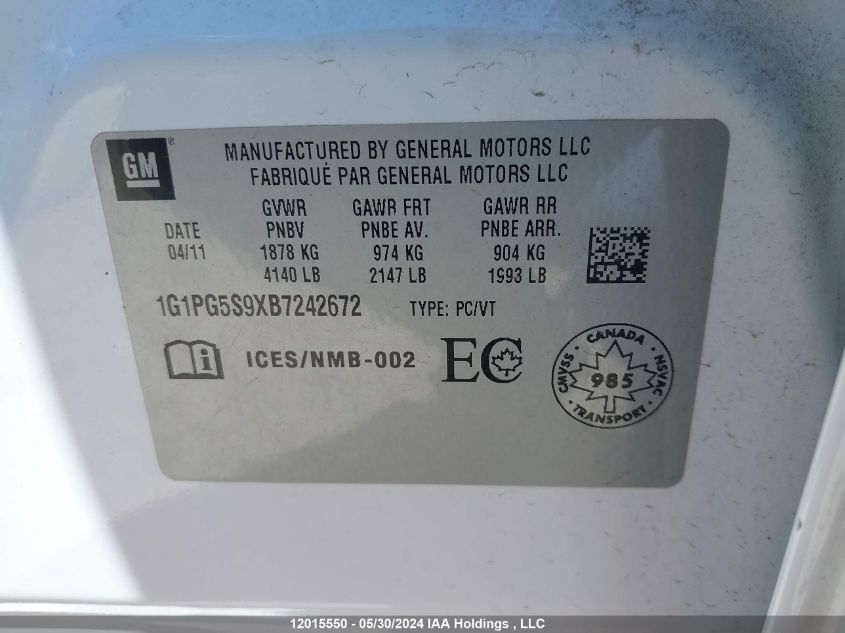 GM®
MANUFACTURED BY GENERAL MOTORS LLC
FABRIQUÉ PAR GENERAL MOTORS LLC
GVWR GAWR FRT GAWR RR
DATE PNBV PNBE AV. PNBE ARR.
04/11 1878 KG 974 KG 904 KG
4140 LB 2147 LB 1993 LB
1G1PG5S9XB7242672 TYPE: PC/VT
i ICES/NMB-002 EC
CANADA
CMVSS 985 NSVAC
TRANSPORT
12015550 - 05/30/2024 IAA Holdings , LLC